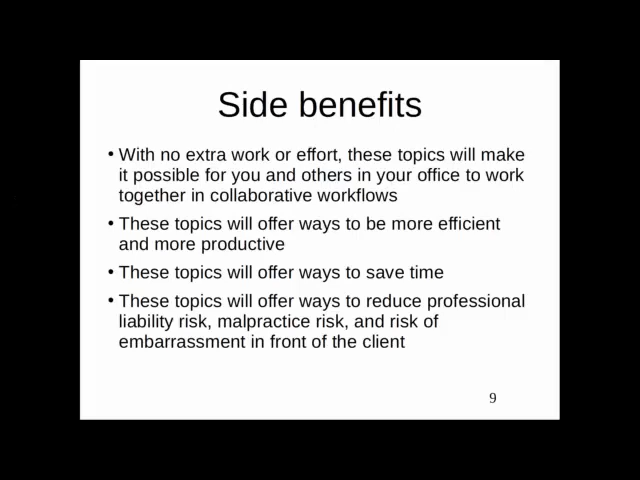 Side benefits
• With no extra work or effort, these topics will make
it possible for you and others in your office to work
together in collaborative workflows
• These topics will offer ways to be more efficient
and more productive
• These topics will offer ways to save time
• These topics will offer ways to reduce professional
liability risk, malpractice risk, and risk of
embarrassment in front of the client
9